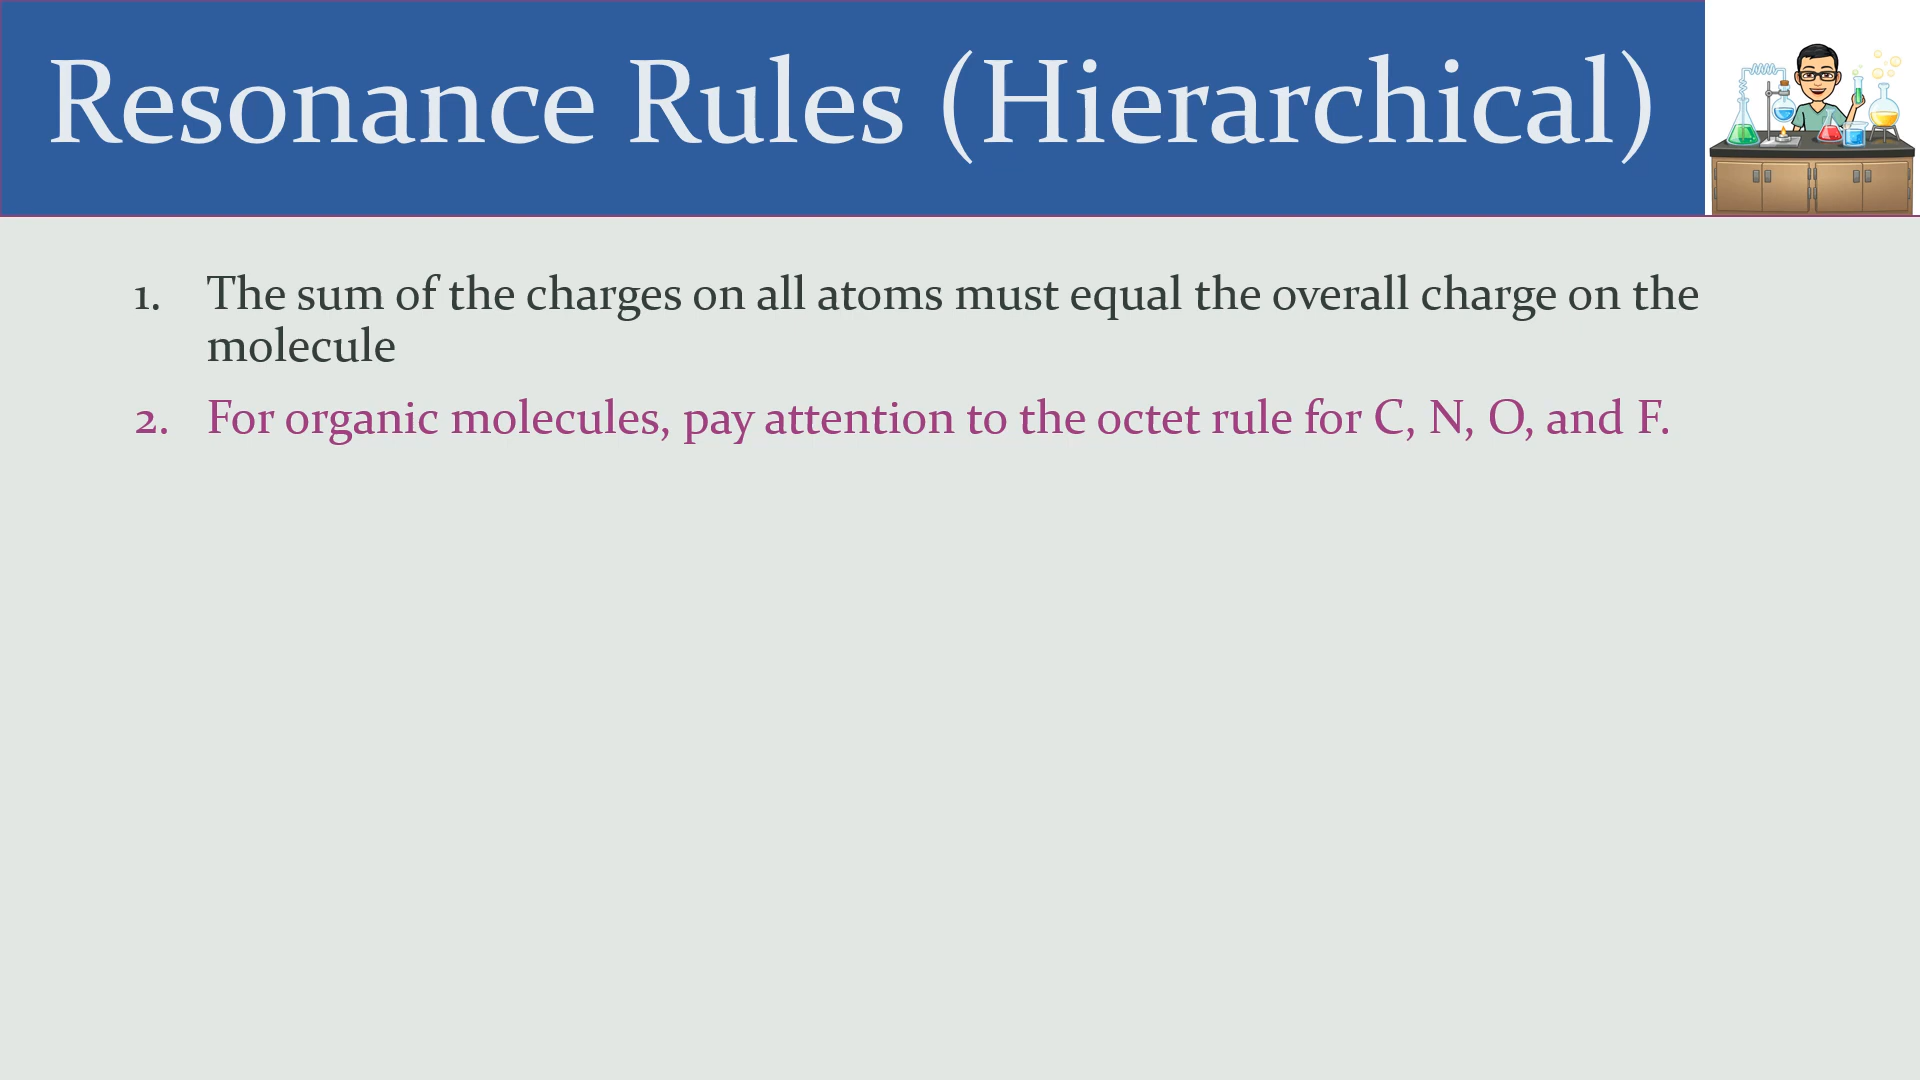 Resonance Rules (Hierarchical)
1. The sum of the charges on all atoms must equal the overall charge on the
molecule
2. For organic molecules, pay attention to the octet rule for C, N, O, and F.